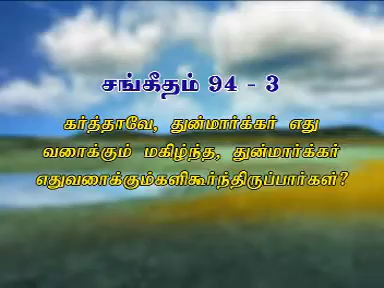 சங்கீதம் 94 - 3
கர்த்தாவே, துன்மார்க்கர் எது
வரைக்கும் மகிழ்ந்த, துன்மார்க்கர்
எதுவரைக்கும்களிகூர்ந்திருப்பார்கள்?